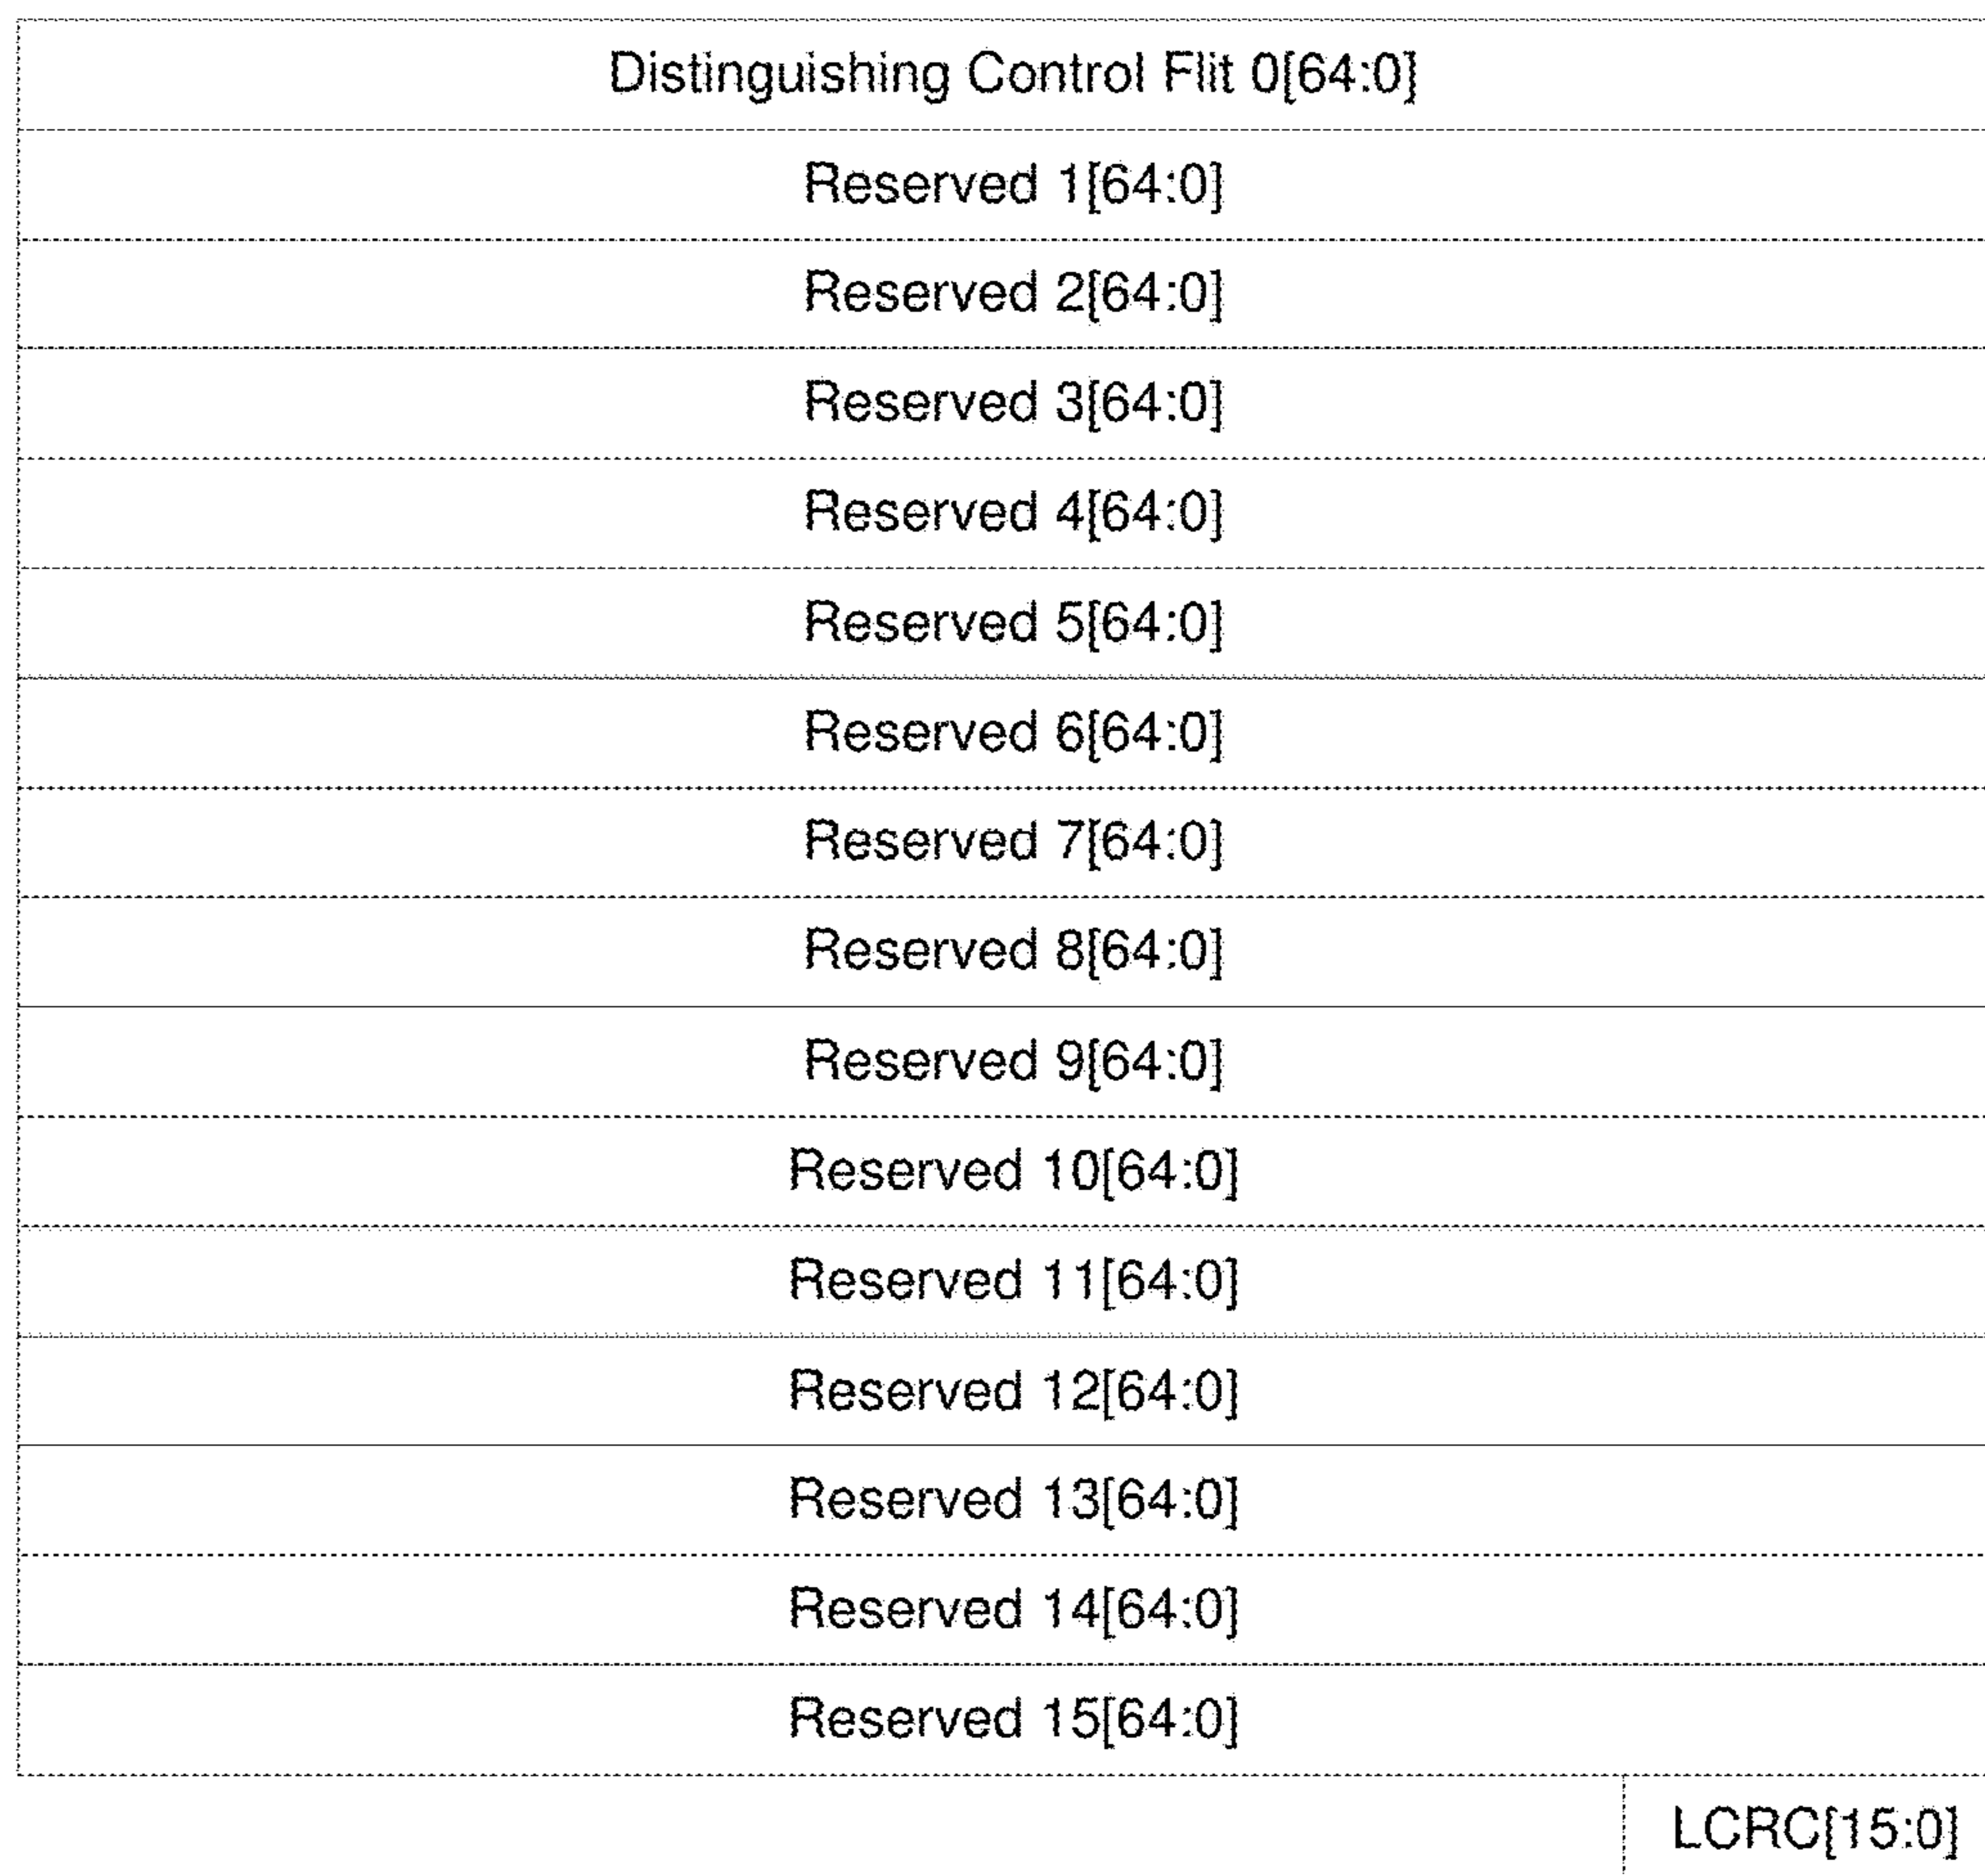 Distinguishing Control Flit 0[64:0]
Reserved 1[64:0]
Reserved 2[64:0]
Reserved 3[64:0]
Reserved 4[64:0]
Reserved 5[64:0]
Reserved 6[64:0]
Reserved 7[64:0]
Reserved 8[64:0]
Reserved 9[64:0]
Reserved 10[64:0]
Reserved 11[64:0]
Reserved 12[64:0]
Reserved 13[64:0]
Reserved 14[64:0]
Reserved 15[64:0]
LCRC[15:0]